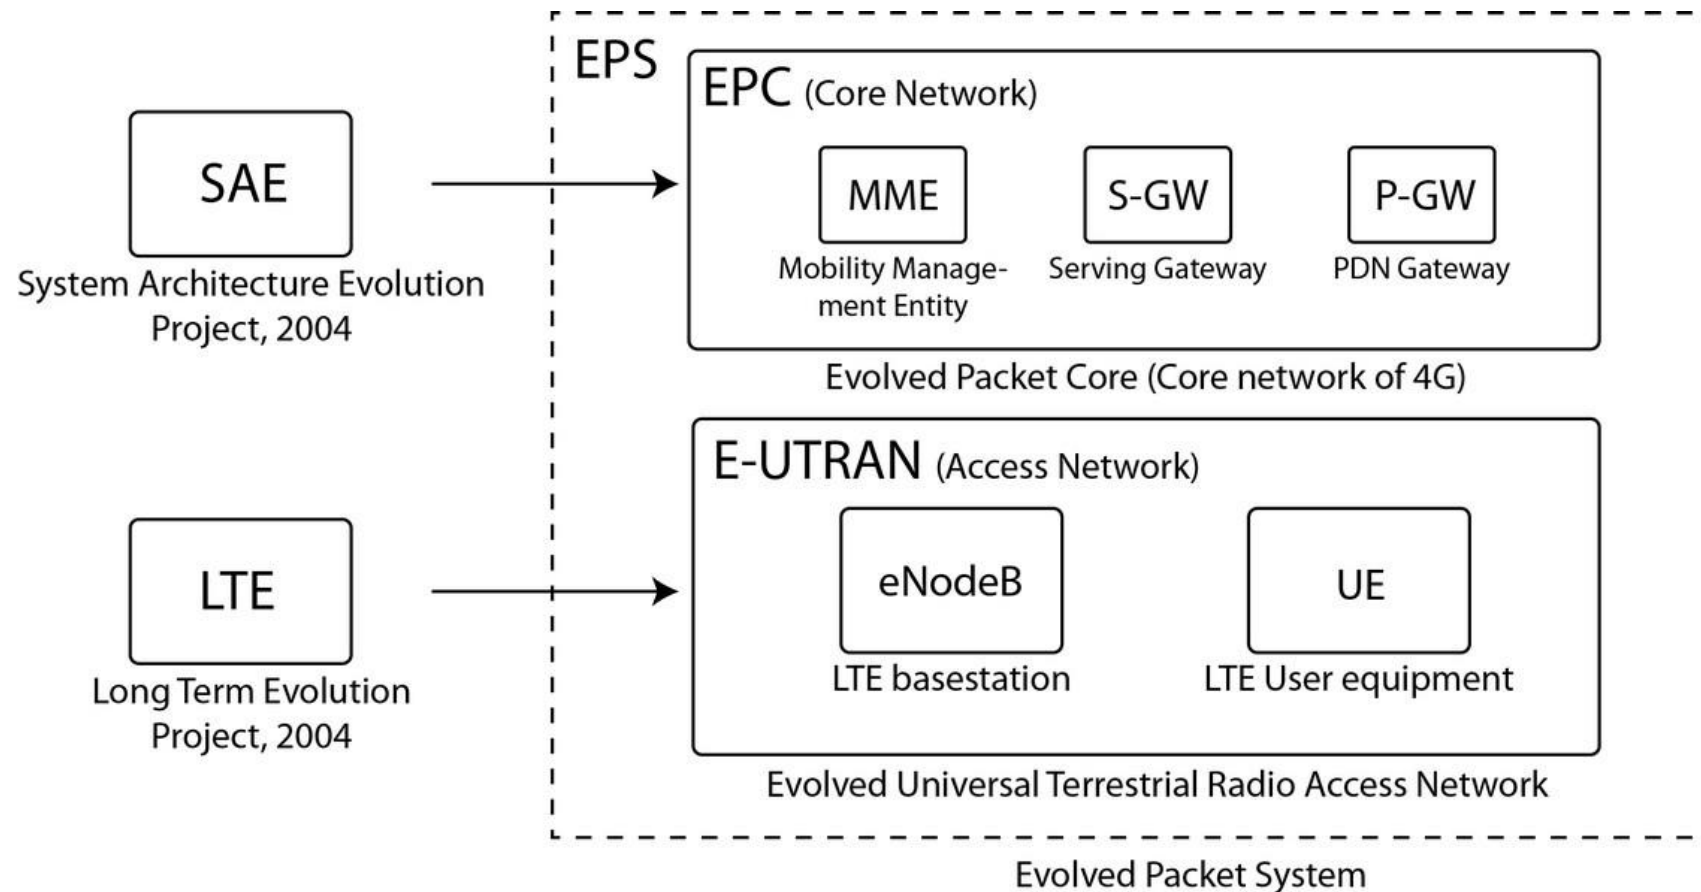 EPS
EPC (Core Network)
SAE
MME
S-GW
P-GW
Mobility Manage-
ment Entity
Serving Gateway
PDN Gateway
System Architecture Evolution
Project, 2004
Evolved Packet Core (Core network of 4G)
E-UTRAN (Access Network)
LTE
eNodeB
UE
LTE basestation
LTE User equipment
Long Term Evolution
Project, 2004
Evolved Universal Terrestrial Radio Access Network
Evolved Packet System